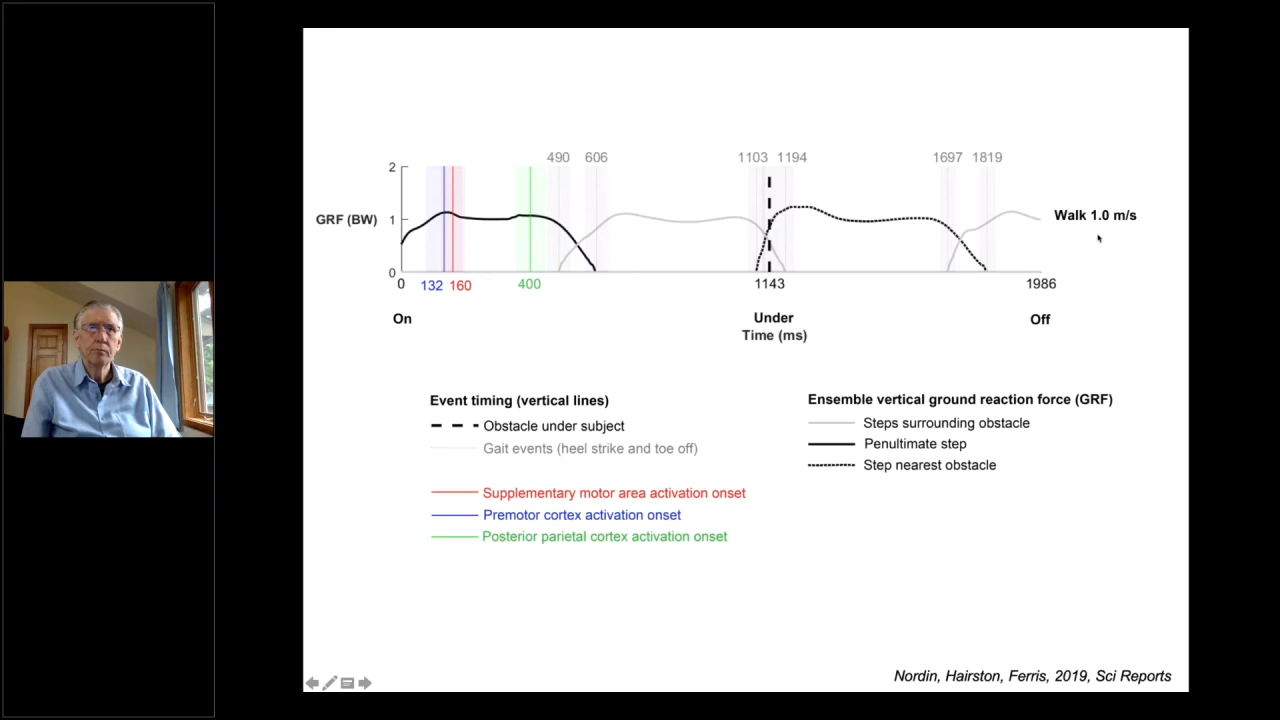 490 606 1103 1194 1697 1819
2
GRF (BW) 1 Walk 1.0 m/s
0
0 132 160 400 1143 1986
On Under Off
Time (ms)
Event timing (vertical lines)
Obstacle under subject
Gait events (heel strike and toe off)
Supplementary motor area activation onset
Premotor cortex activation onset
Posterior parietal cortex activation onset
Ensemble vertical ground reaction force (GRF)
Steps surrounding obstacle
Penultimate step
Step nearest obstacle
Nordin, Hairston, Ferris, 2019, Sci Reports